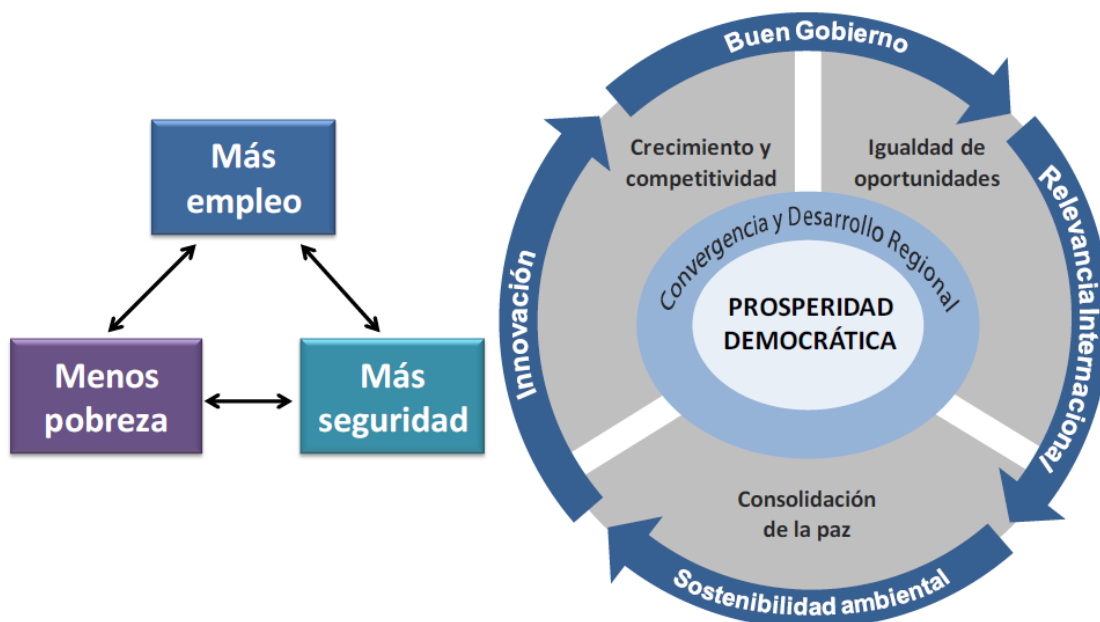 Más
empleo
Menos
pobreza
Más
seguridad
Buen Gobierno
Relevancia Internacional
Sostenibilidad ambiental
Innovación
Crecimiento y
competitividad
Igualdad de
oportunidades
Convergencia y Desarrollo Regional
PROSPERIDAD
DEMOCRÁTICA
Consolidación
de la paz